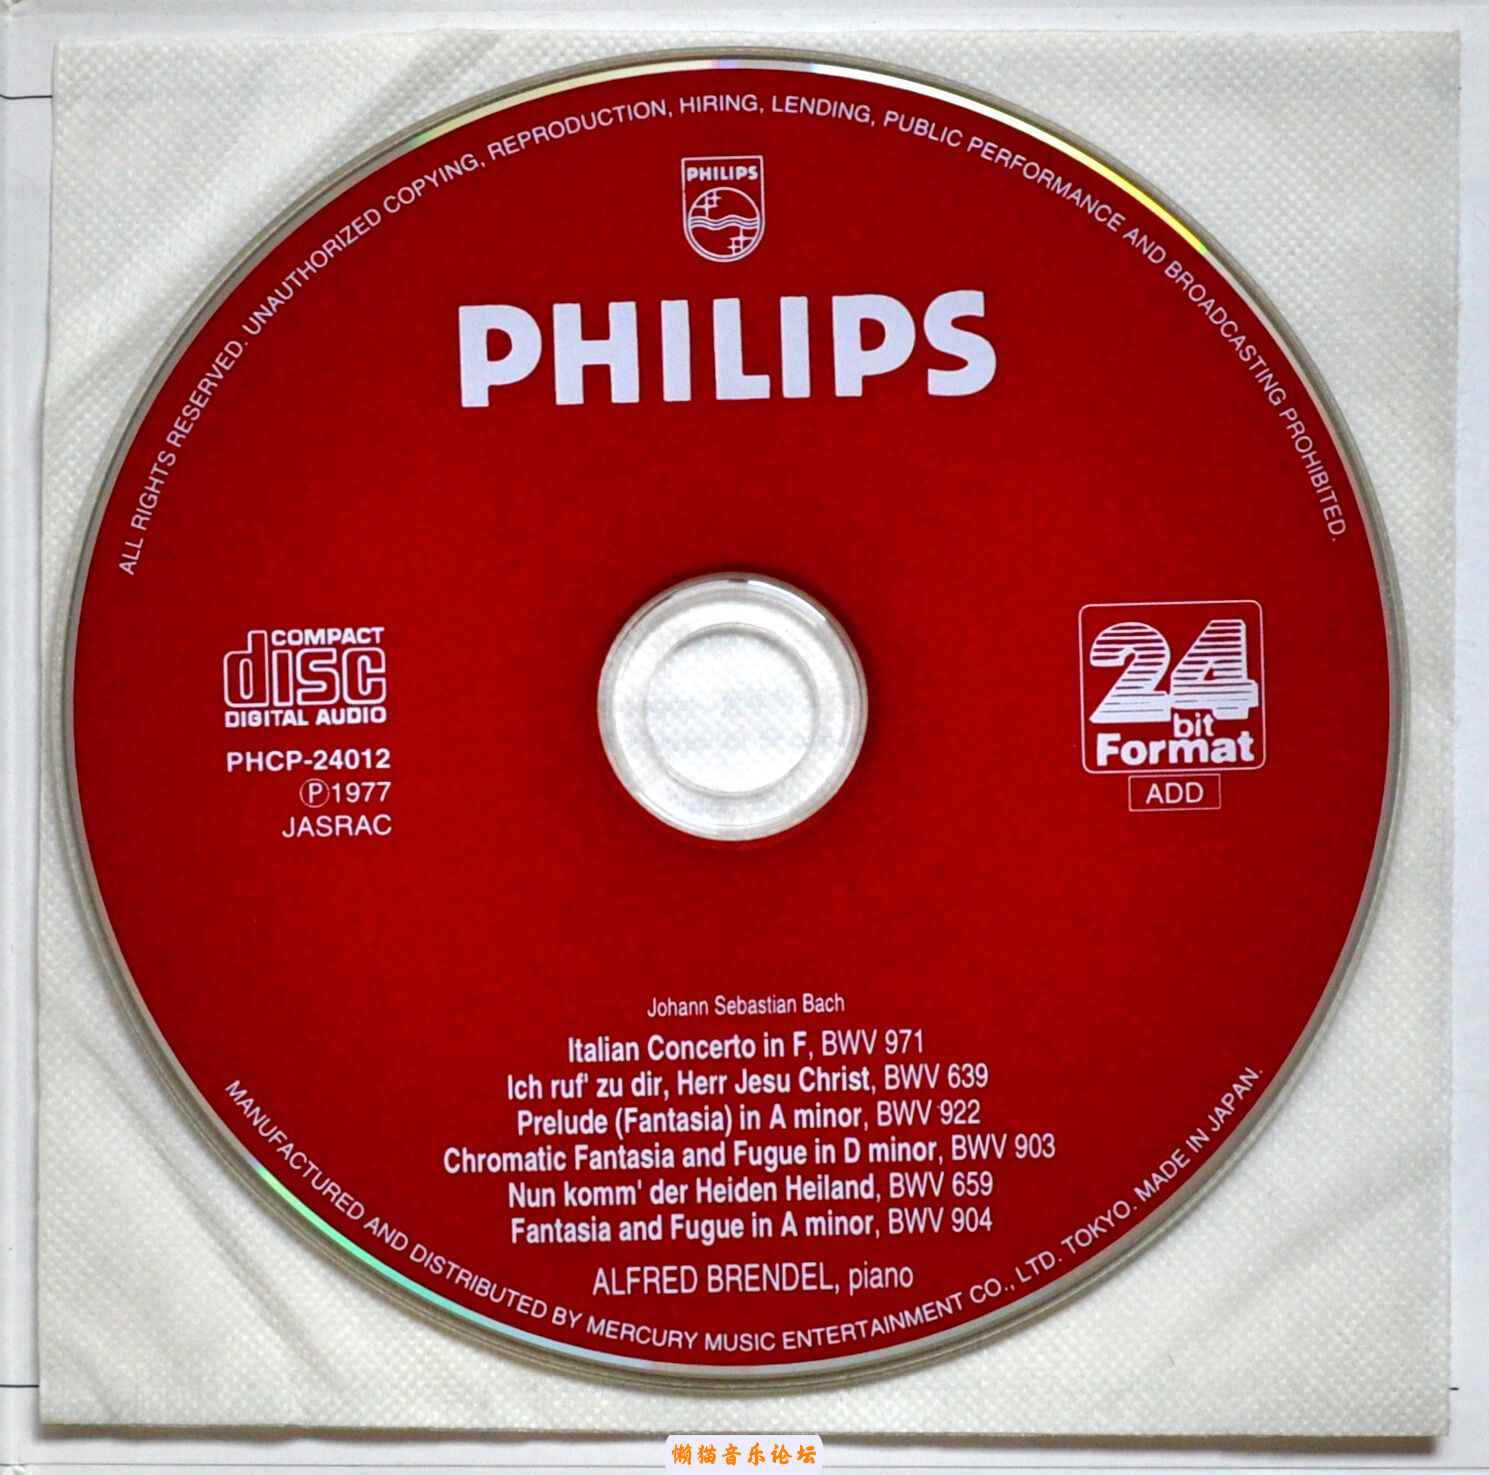 ALL RIGHTS RESERVED. UNAUTHORIZED COPYING, REPRODUCTION, HIRING, LENDING, PUBLIC PERFORMANCE AND BROADCASTING PROHIBITED.
PHILIPS
PHILIPS
COMPACT
disc
DIGITAL AUDIO
PHCP-24012
Ⓟ1977
JASRAC
24
bit
Format
ADD
Johann Sebastian Bach
Italian Concerto in F, BWV 971
Ich ruf' zu dir, Herr Jesu Christ, BWV 639
Prelude (Fantasia) in A minor, BWV 922
Chromatic Fantasia and Fugue in D minor, BWV 903
Nun komm' der Heiden Heiland, BWV 659
Fantasia and Fugue in A minor, BWV 904
ALFRED BRENDEL, piano
MANUFACTURED AND DISTRIBUTED BY MERCURY MUSIC ENTERTAINMENT CO., LTD. TOKYO. MADE IN JAPAN.
懒猫音乐论坛